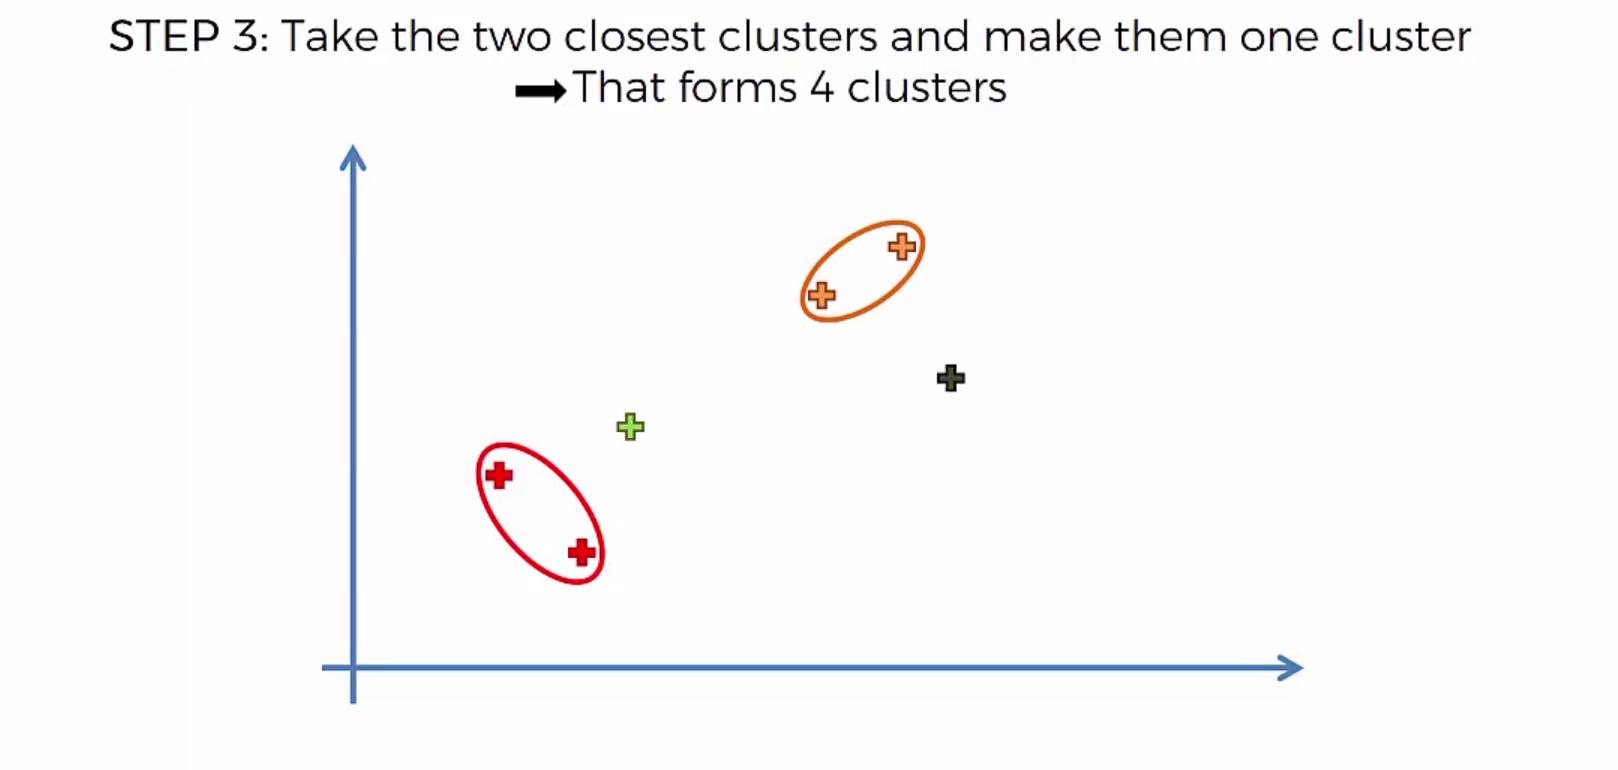 STEP 3: Take the two closest clusters and make them one cluster
That forms 4 clusters